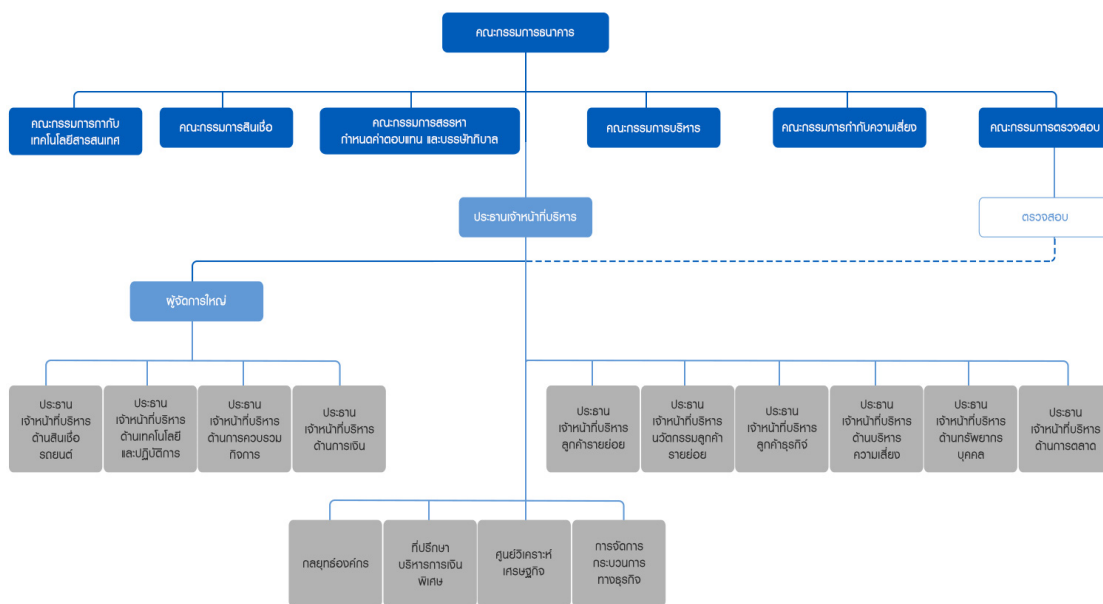 คณะกรรมการธนาคาร
คณะกรรมการกำกับ
เทคโนโลยีสารสนเทศ
คณะกรรมการสินเชื่อ
คณะกรรมการสรรหา
กำหนดค่าตอบแทน และบรรษัทภิบาล
คณะกรรมการบริหาร
คณะกรรมการกำกับความเสี่ยง
คณะกรรมการตรวจสอบ
ประธานเจ้าหน้าที่บริหาร
ตรวจสอบ
ผู้จัดการใหญ่
ประธาน
เจ้าหน้าที่บริหาร
ด้านสินเชื่อ
รถยนต์
ประธาน
เจ้าหน้าที่บริหาร
ด้านเทคโนโลยี
และปฏิบัติการ
ประธาน
เจ้าหน้าที่บริหาร
ด้านการควบรวม
กิจการ
ประธาน
เจ้าหน้าที่บริหาร
ด้านการเงิน
ประธาน
เจ้าหน้าที่บริหาร
ลูกค้ารายย่อย
ประธาน
เจ้าหน้าที่บริหาร
นวัตกรรมลูกค้า
รายย่อย
ประธาน
เจ้าหน้าที่บริหาร
ลูกค้าธุรกิจ
ประธาน
เจ้าหน้าที่บริหาร
ด้านบริหาร
ความเสี่ยง
ประธาน
เจ้าหน้าที่บริหาร
ด้านทรัพยากร
บุคคล
ประธาน
เจ้าหน้าที่บริหาร
ด้านการตลาด
กลยุทธ์องค์กร
ที่ปรึกษา
บริหารการเงิน
พิเศษ
ศูนย์วิเคราะห์
เศรษฐกิจ
การจัดการ
กระบวนการ
ทางธุรกิจ